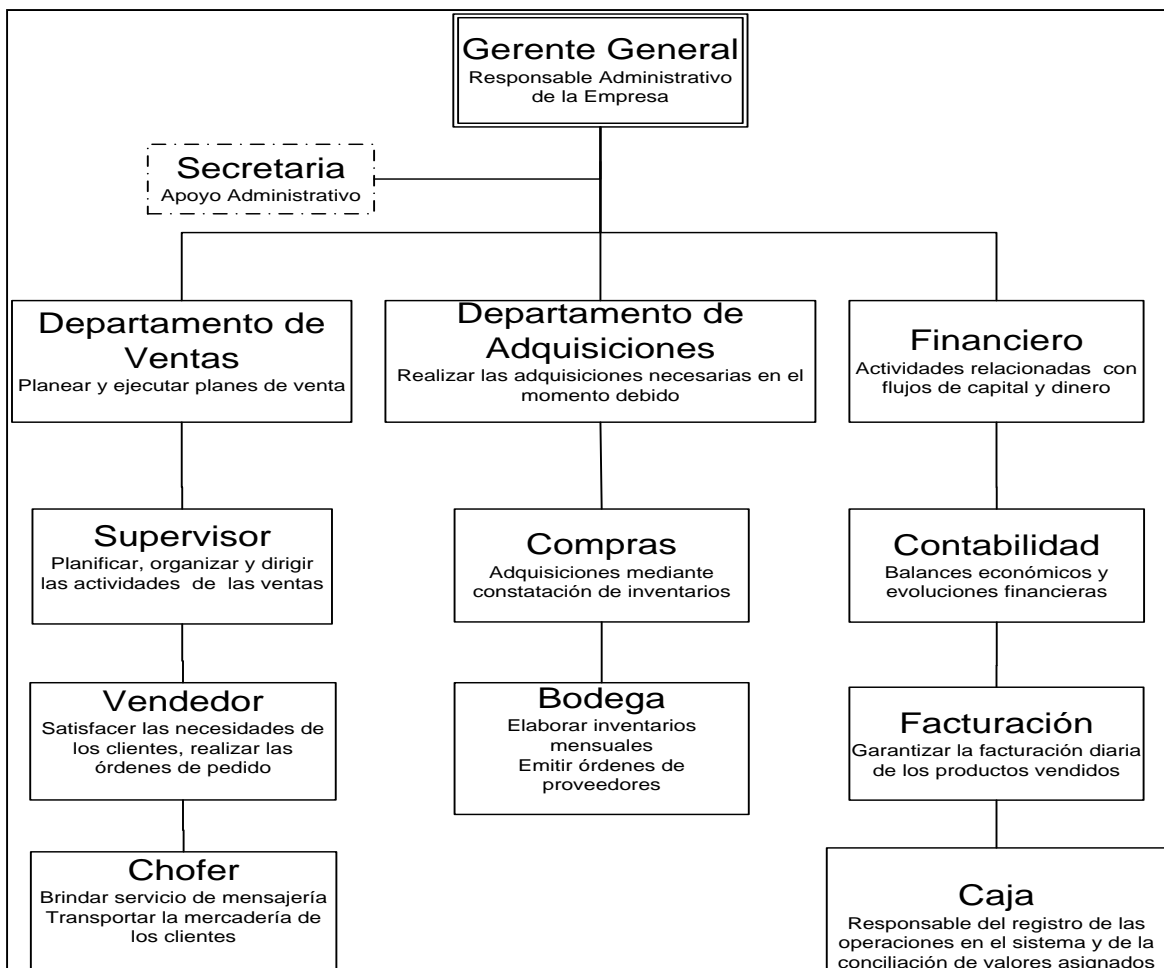 Gerente General
Responsable Administrativo
de la Empresa
Secretaria
Apoyo Administrativo
Departamento de
Ventas
Planear y ejecutar planes de venta
Departamento de
Adquisiciones
Realizar las adquisiciones necesarias en el
momento debido
Financiero
Actividades relacionadas con
flujos de capital y dinero
Supervisor
Planificar, organizar y dirigir
las actividades de las ventas
Compras
Adquisiciones mediante
constatación de inventarios
Contabilidad
Balances económicos y
evoluciones financieras
Vendedor
Satisfacer las necesidades de
los clientes, realizar las
órdenes de pedido
Bodega
Elaborar inventarios
mensuales
Emitir órdenes de
proveedores
Facturación
Garantizar la facturación diaria
de los productos vendidos
Chofer
Brindar servicio de mensajería
Transportar la mercadería de
los clientes
Caja
Responsable del registro de las
operaciones en el sistema y de la
conciliación de valores asignados